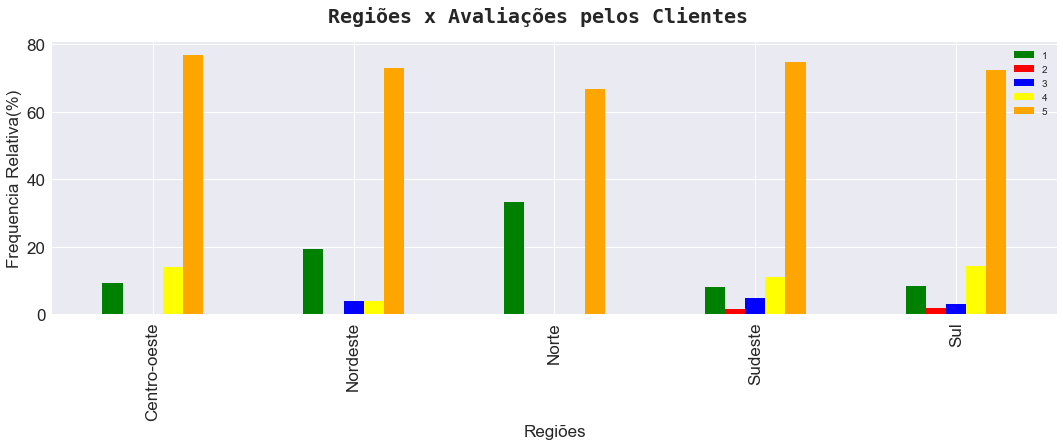 Regiões x Avaliações pelos Clientes
Frequencia Relativa(%)
80
60
40
20
0
1
2
3
4
5
Centro-oeste
Nordeste
Norte
Sudeste
Sul
Regiões